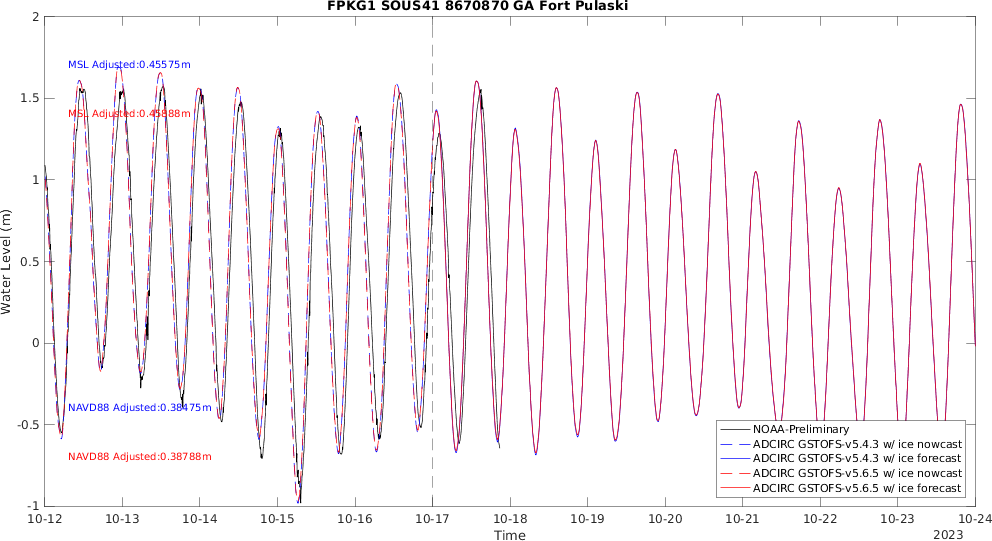 FPKG1 SOUS41 8670870 GA Fort Pulaski
2
1.5
1
0.5
0
-0.5
-1
Water Level (m)
MSL Adjusted:0.45575m
MSL Adjusted:0.45888m
NAVD88 Adjusted:0.38475m
NAVD88 Adjusted:0.38788m
NOAA-Preliminary
ADCIRC GSTOFS-v5.4.3 w/ ice nowcast
ADCIRC GSTOFS-v5.4.3 w/ ice forecast
ADCIRC GSTOFS-v5.6.5 w/ ice nowcast
ADCIRC GSTOFS-v5.6.5 w/ ice forecast
10-12 10-13 10-14 10-15 10-16 10-17 10-18 10-19 10-20 10-21 10-22 10-23 10-24
Time
2023